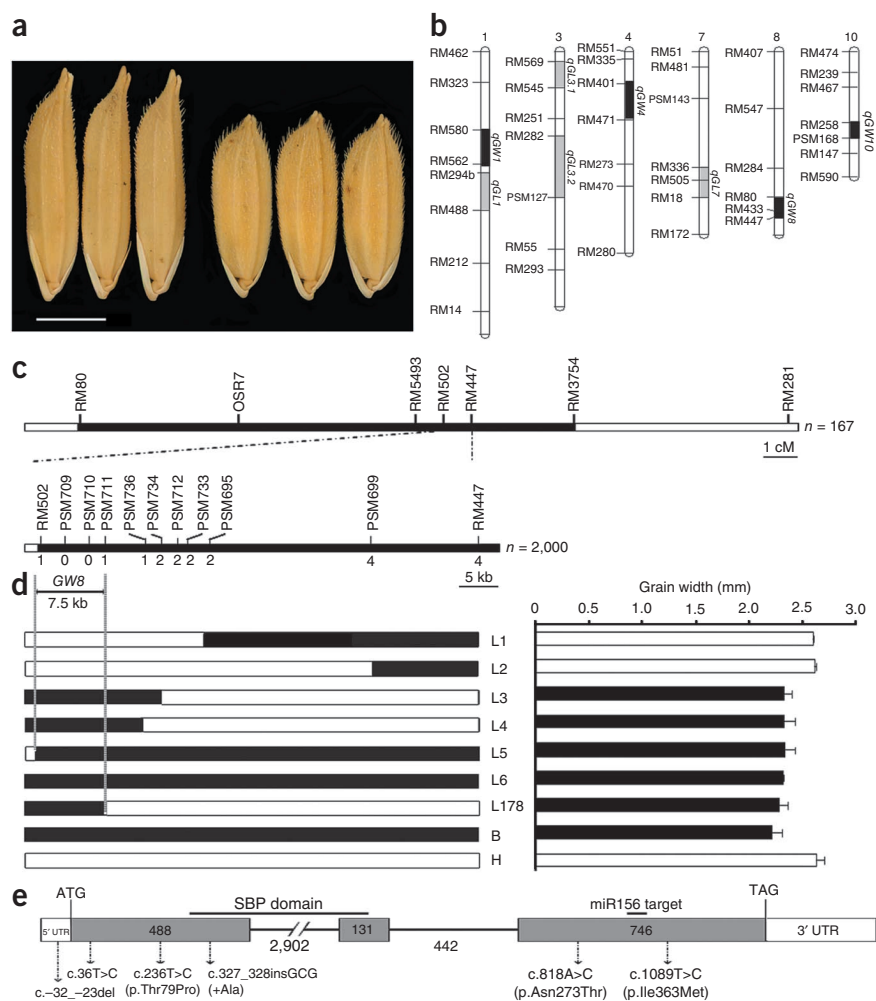 a
b
1
RM462
RM323
RM580
qGW1
RM562
RM294b
qGL1
RM488
RM212
RM14
3
RM569
qGL3.1
RM545
RM251
RM282
qGL3.2
PSM127
RM55
RM293
4
RM551
RM335
RM401
qGW4
RM471
RM273
RM470
RM280
7
RM51
RM481
PSM143
RM336
RM505
qGL7
RM18
RM172
8
RM407
RM547
RM284
RM80
qGW8
RM433
RM447
10
RM474
RM239
RM467
RM258
qGW10
PSM168
RM147
RM590
c
RM80 OSR7 RM5493 RM502 RM447 RM3754 RM281
n = 167
1 cM
RM502 PSM709 PSM710 PSM711 PSM736 PSM734 PSM712 PSM733 PSM695 PSM699 RM447
n = 2,000
1 0 0 1 1 2 2 2 2 4 4
5 kb
d
GW8
7.5 kb
Grain width (mm)
0 0.5 1.0 1.5 2.0 2.5 3.0
L1
L2
L3
L4
L5
L6
L178
B
H
e
ATG SBP domain miR156 target TAG
5′ UTR 488 2,902 131 442 746 3′ UTR
c.–32_–23del
c.36T>C
c.236T>C
(p.Thr79Pro)
c.327_328insGCG
(+Ala)
c.818A>C
(p.Asn273Thr)
c.1089T>C
(p.Ile363Met)